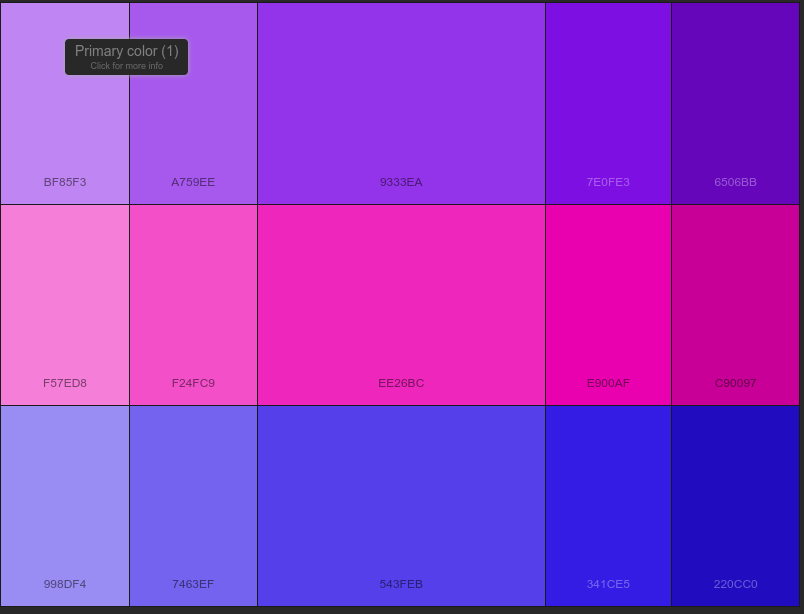 Primary color (1)
Click for more info
BF85F3
A759EE
9333EA
7E0FE3
6506BB
F57ED8
F24FC9
EE26BC
E900AF
C90097
998DF4
7463EF
543FEB
341CE5
220CC0